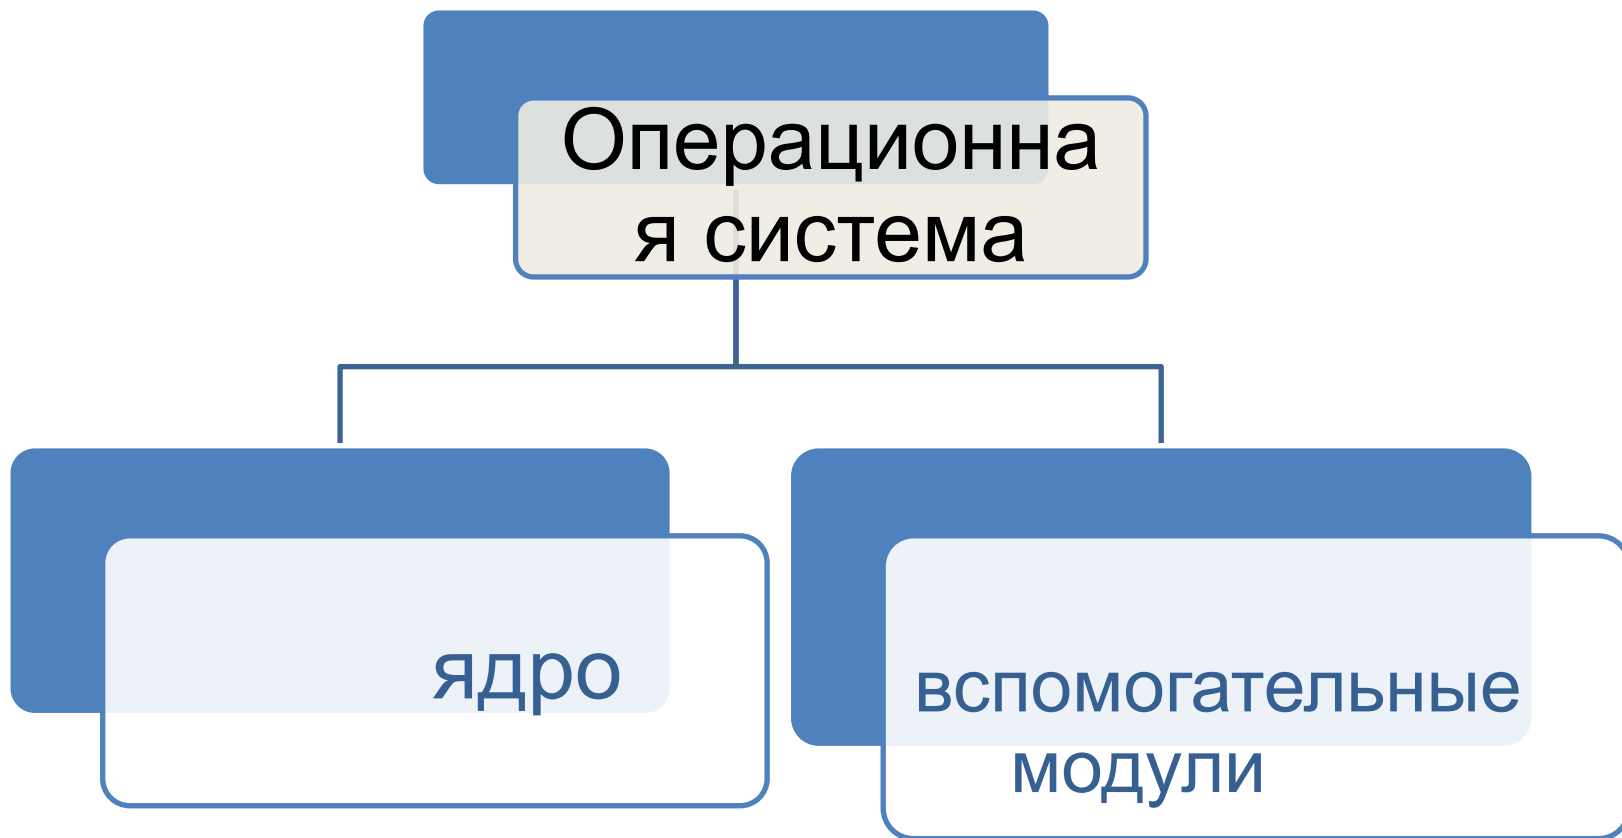 Операционна
я система
ядро
вспомогательные
модули